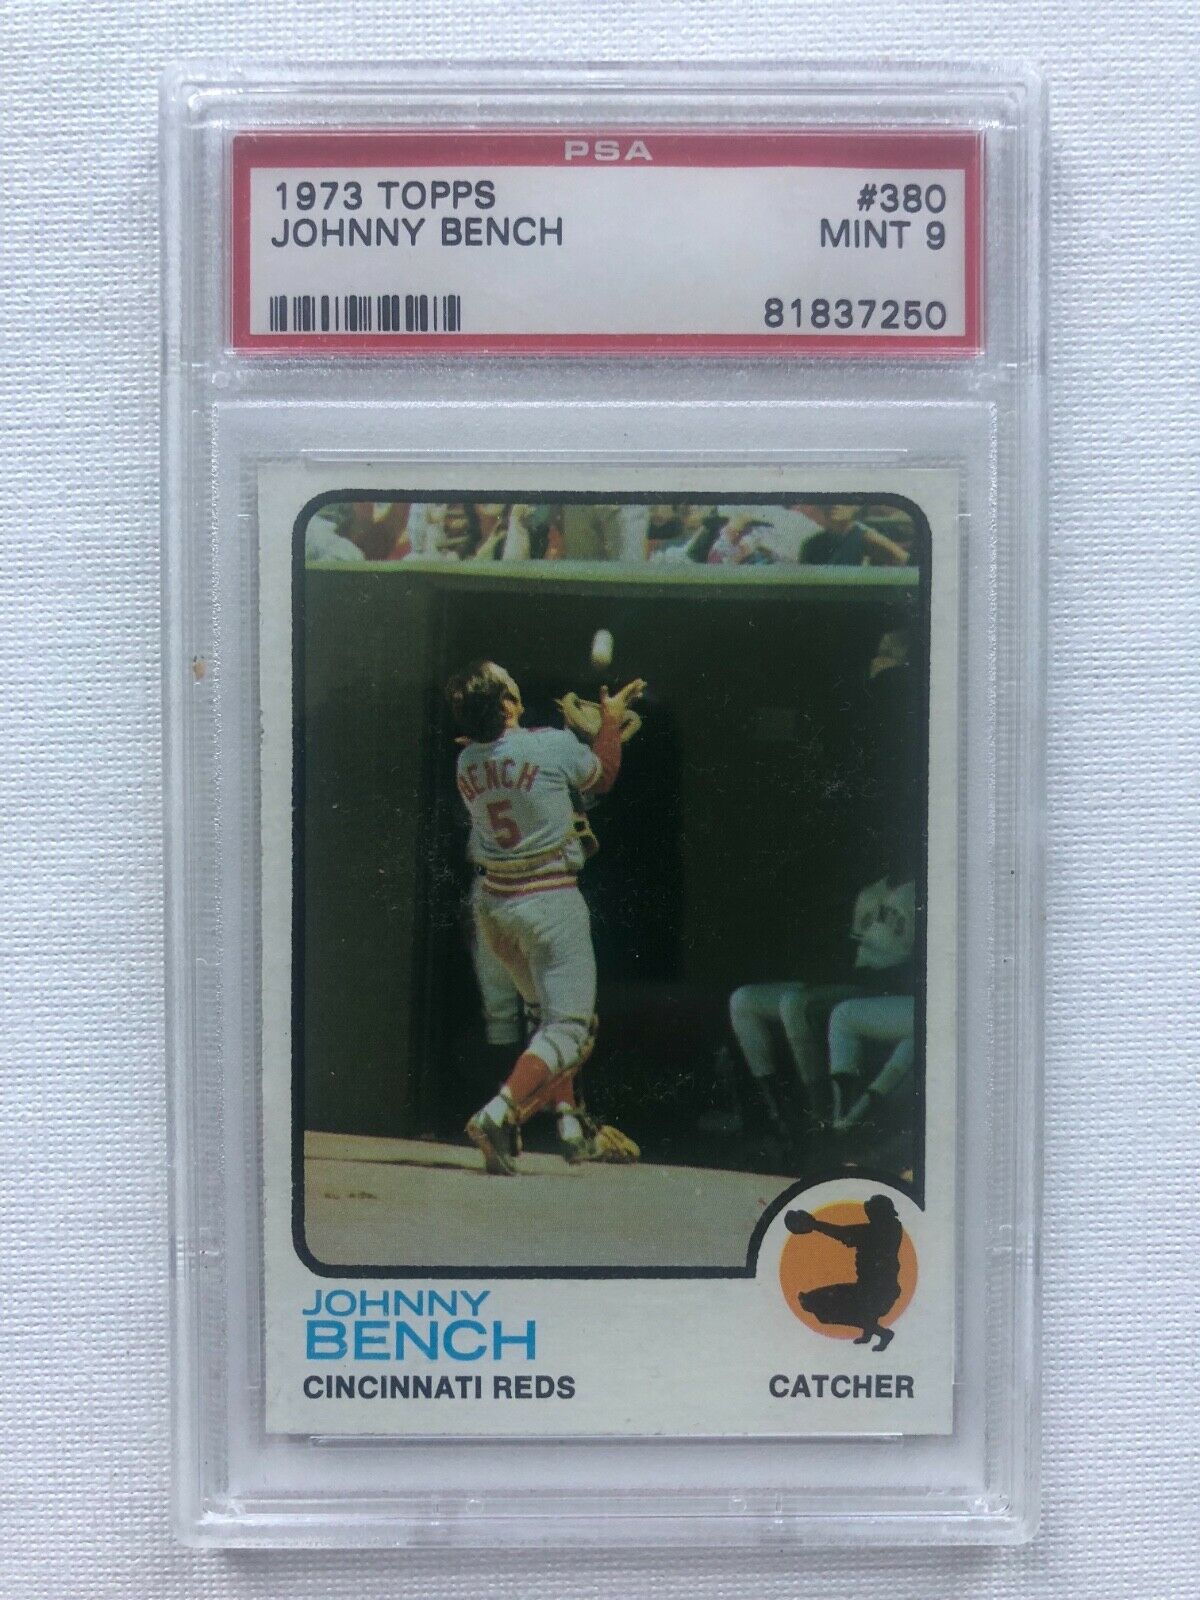 PSA
1973 TOPPS #380
JOHNNY BENCH MINT 9
81837250
BENCH
5
JOHNNY
BENCH
CINCINNATI REDS CATCHER